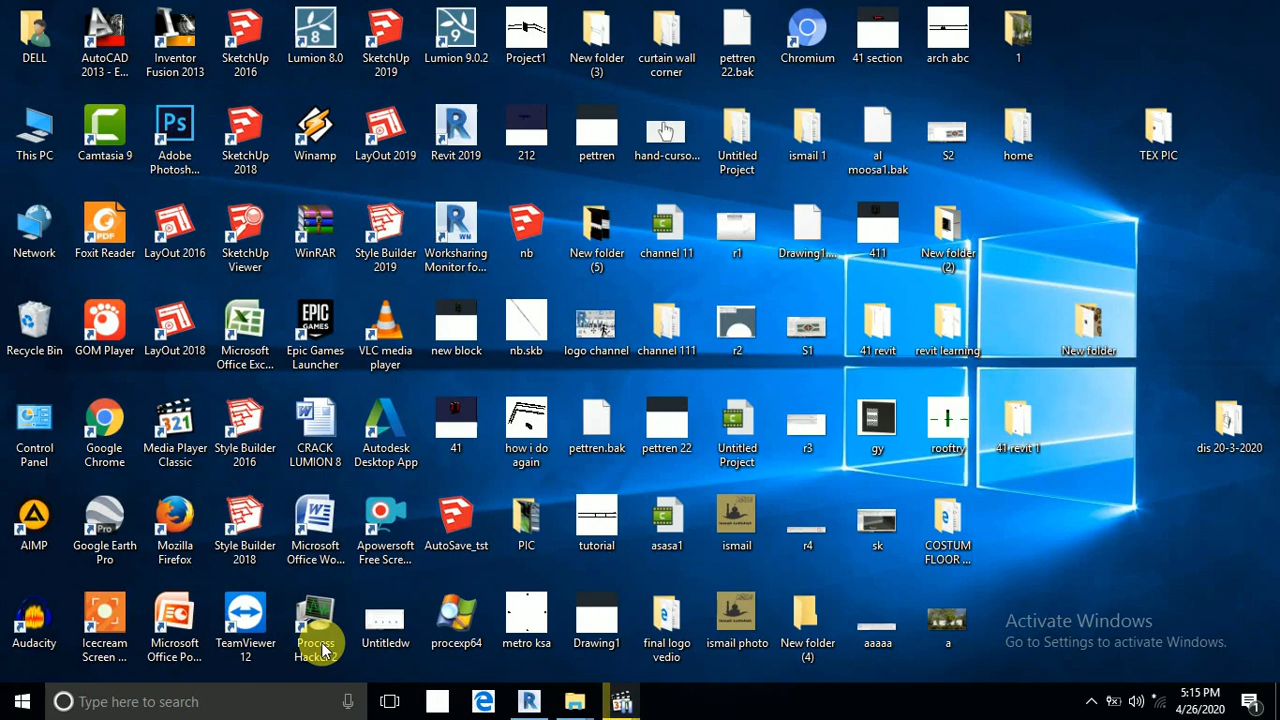 DELL
AutoCAD
2013 - E...
Inventor
Fusion 2013
SketchUp
2016
Lumion 8.0
SketchUp
2019
Lumion 9.0.2
Project1
New folder
(3)
curtain wall
corner
pettren
22.bak
Chromium
41 section
arch abc
1
This PC
Camtasia 9
Adobe
Photosh...
SketchUp
2018
Winamp
LayOut 2019
Revit 2019
212
pettren
hand-curso...
Untitled
Project
ismail 1
al
moosa1.bak
S2
home
TEX PIC
Network
Foxit Reader
LayOut 2016
SketchUp
Viewer
WinRAR
Style Builder
2019
Worksharing
Monitor fo...
nb
New folder
(5)
channel 11
r1
Drawing1....
411
New folder
(2)
Recycle Bin
GOM Player
LayOut 2018
Microsoft
Office Exc...
EPIC
GAMES
Epic Games
Launcher
VLC media
player
new block
nb.skb
logo channel
channel 111
r2
S1
41 revit
revit learning
New folder
Control
Panel
Google
Chrome
Media Player
Classic
Style Builder
2016
CRACK
LUMION 8
Autodesk
Desktop App
41
how i do
again
pettren.bak
pettren 22
Untitled
Project
r3
gy
rooftry
41 revit 1
dis 20-3-2020
AIMP
Google Earth
Pro
Mozilla
Firefox
Style Builder
2018
Microsoft
Office Wo...
Apowersoft
Free Scre...
AutoSave_tst
PIC
tutorial
asasa1
ismail
r4
sk
COSTUM
FLOOR ...
Audacity
Icecream
Screen ...
Microsoft
Office Po...
TeamViewer
12
Process
Hacker 2
Untitledw
procexp64
metro ksa
Drawing1
final logo
vedio
ismail photo
New folder
(4)
aaaaa
a
Activate Windows
Go to Settings to activate Windows.
Type here to search
5:15 PM
4/26/2020